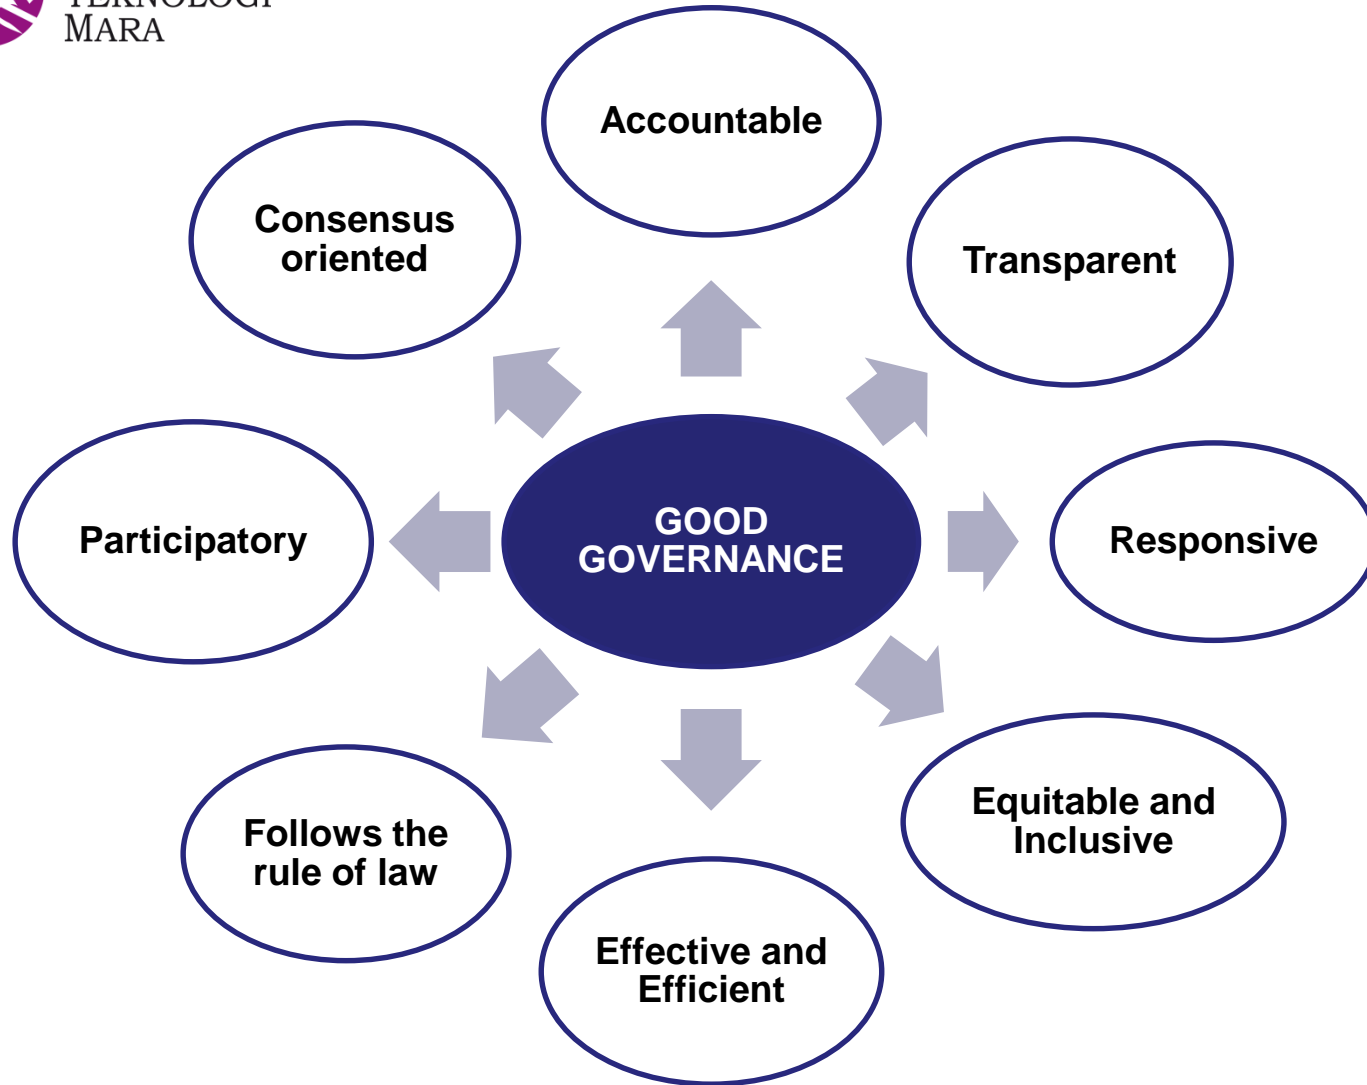 MARA
Accountable
Consensus
oriented
Transparent
GOOD
GOVERNANCE
Participatory
Responsive
Equitable and
Inclusive
Follows the
rule of law
Effective and
Efficient